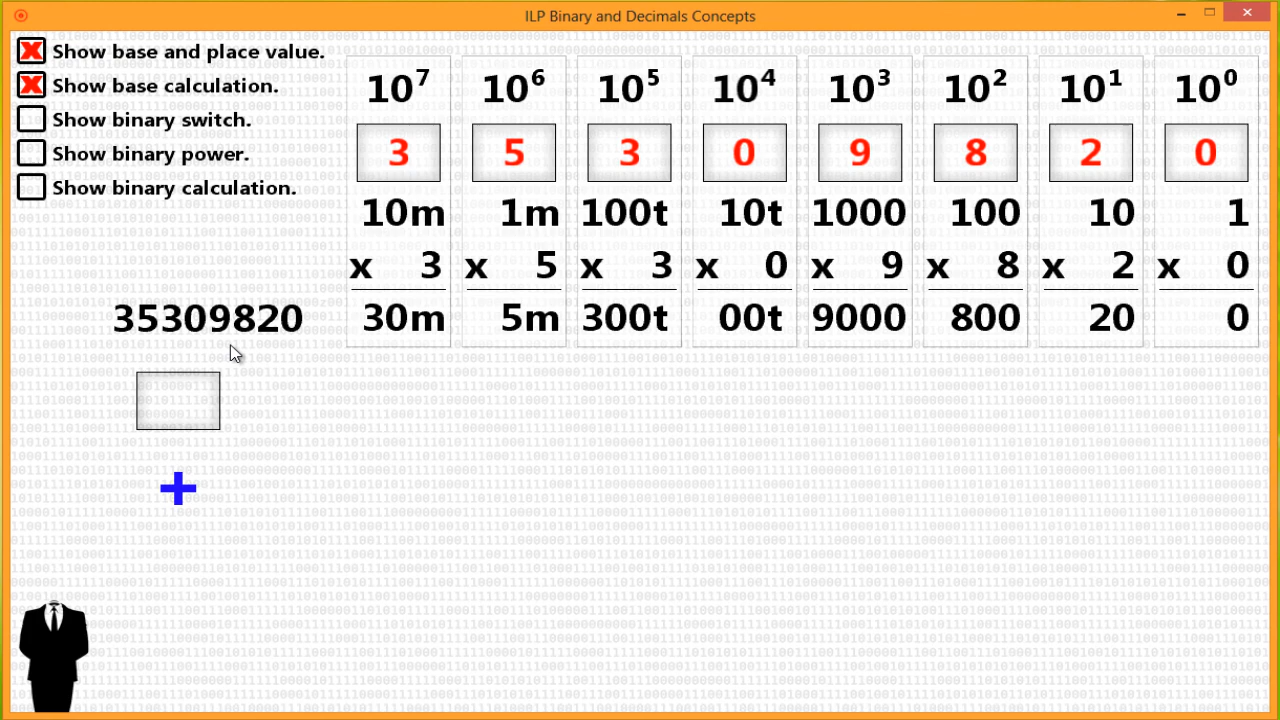 ILP Binary and Decimals Concepts
X Show base and place value.
X Show base calculation.
Show binary switch.
Show binary power.
Show binary calculation.
10⁷ 10⁶ 10⁵ 10⁴ 10³ 10² 10¹ 10⁰
3 5 3 0 9 8 2 0
10m 1m 100t 10t 1000 100 10 1
x 3 x 5 x 3 x 0 x 9 x 8 x 2 x 0
35309820 30m 5m 300t 00t 9000 800 20 0
+